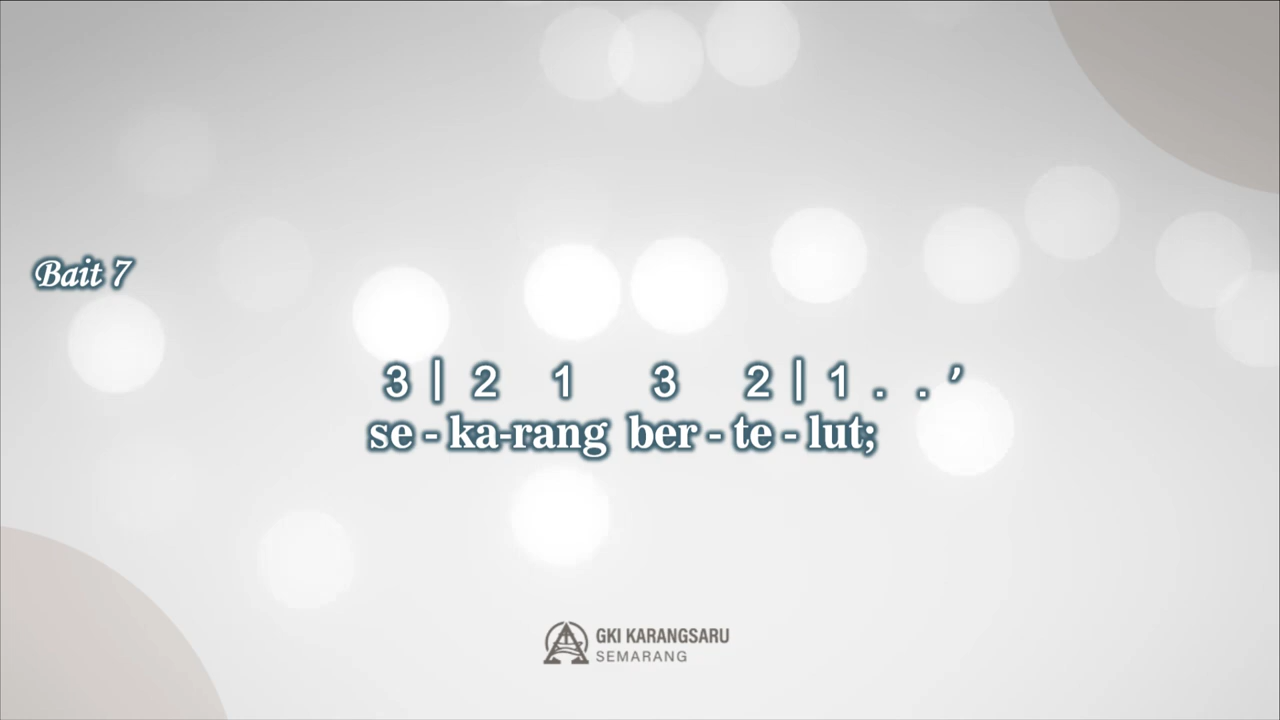 Bait 7
3 | 2 1 3 2 | 1 . . ’
se - ka-rang ber - te - lut;
GKI KARANGSARU
SEMARANG